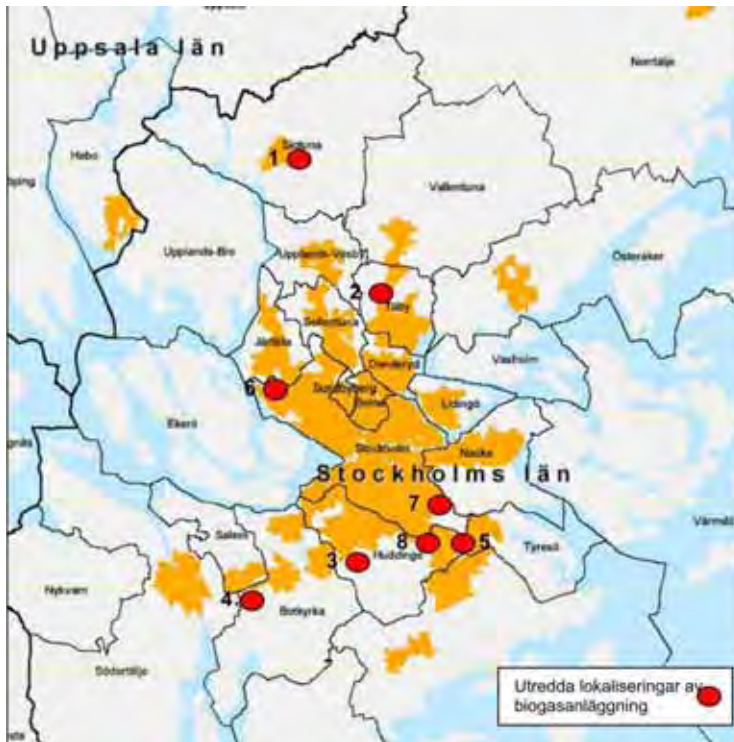 Uppsala län
Norrtälje
Sigtuna
1
Habo
Vallentuna
Upplands-Bro
Upplands-Väsby
Österåker
2
Täby
Sollentuna
Järfälla
Danderyd
Vaxholm
6
Sundbyberg
Solna
Lidingö
Ekerö
Stockholm
Nacka
Stockholms län
7
Värmdö
Salem
8
5
Tyresö
3
Huddinge
Nykvarn
4
Botkyrka
Södertälje
Utredda lokaliseringar av
biogasanläggning